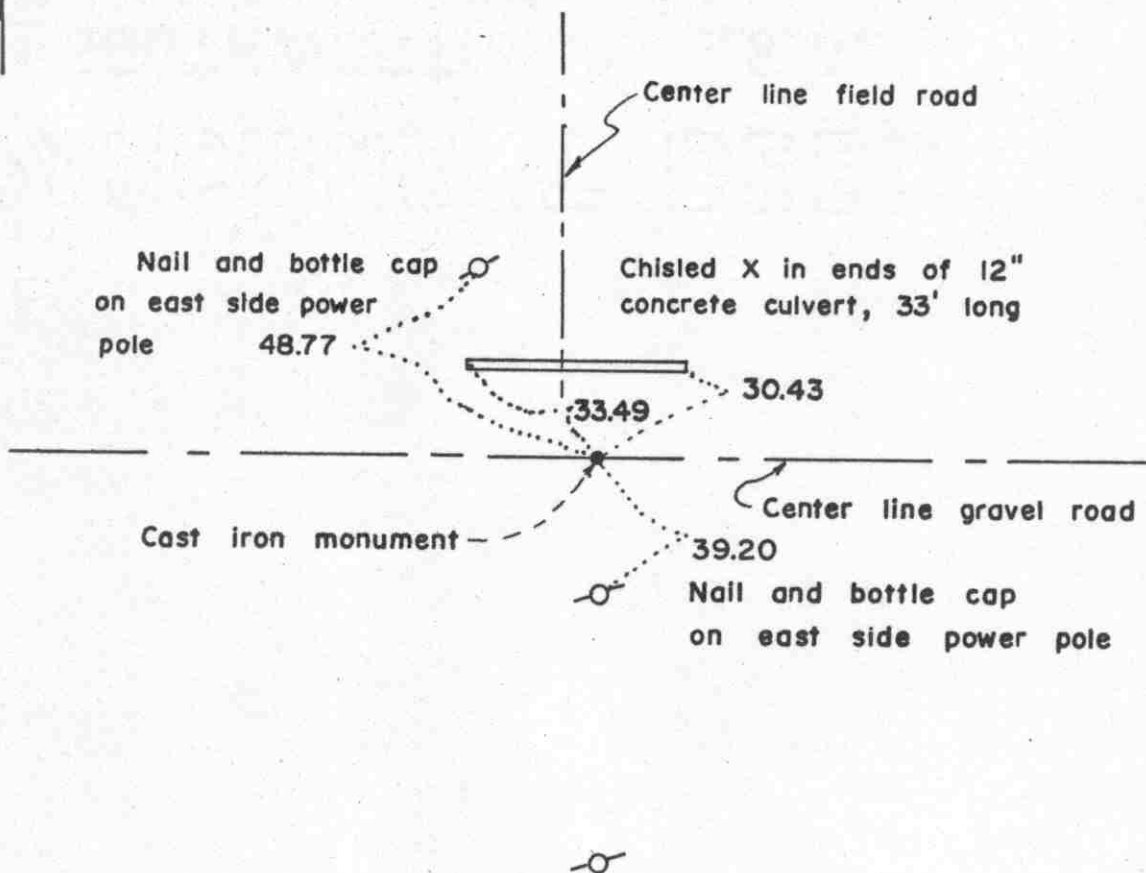 Center line field road
Nail and bottle cap
on east side power
pole 48.77
Chisled X in ends of 12"
concrete culvert, 33' long
33.49
30.43
Center line gravel road
Cast iron monument
39.20
Nail and bottle cap
on east side power pole